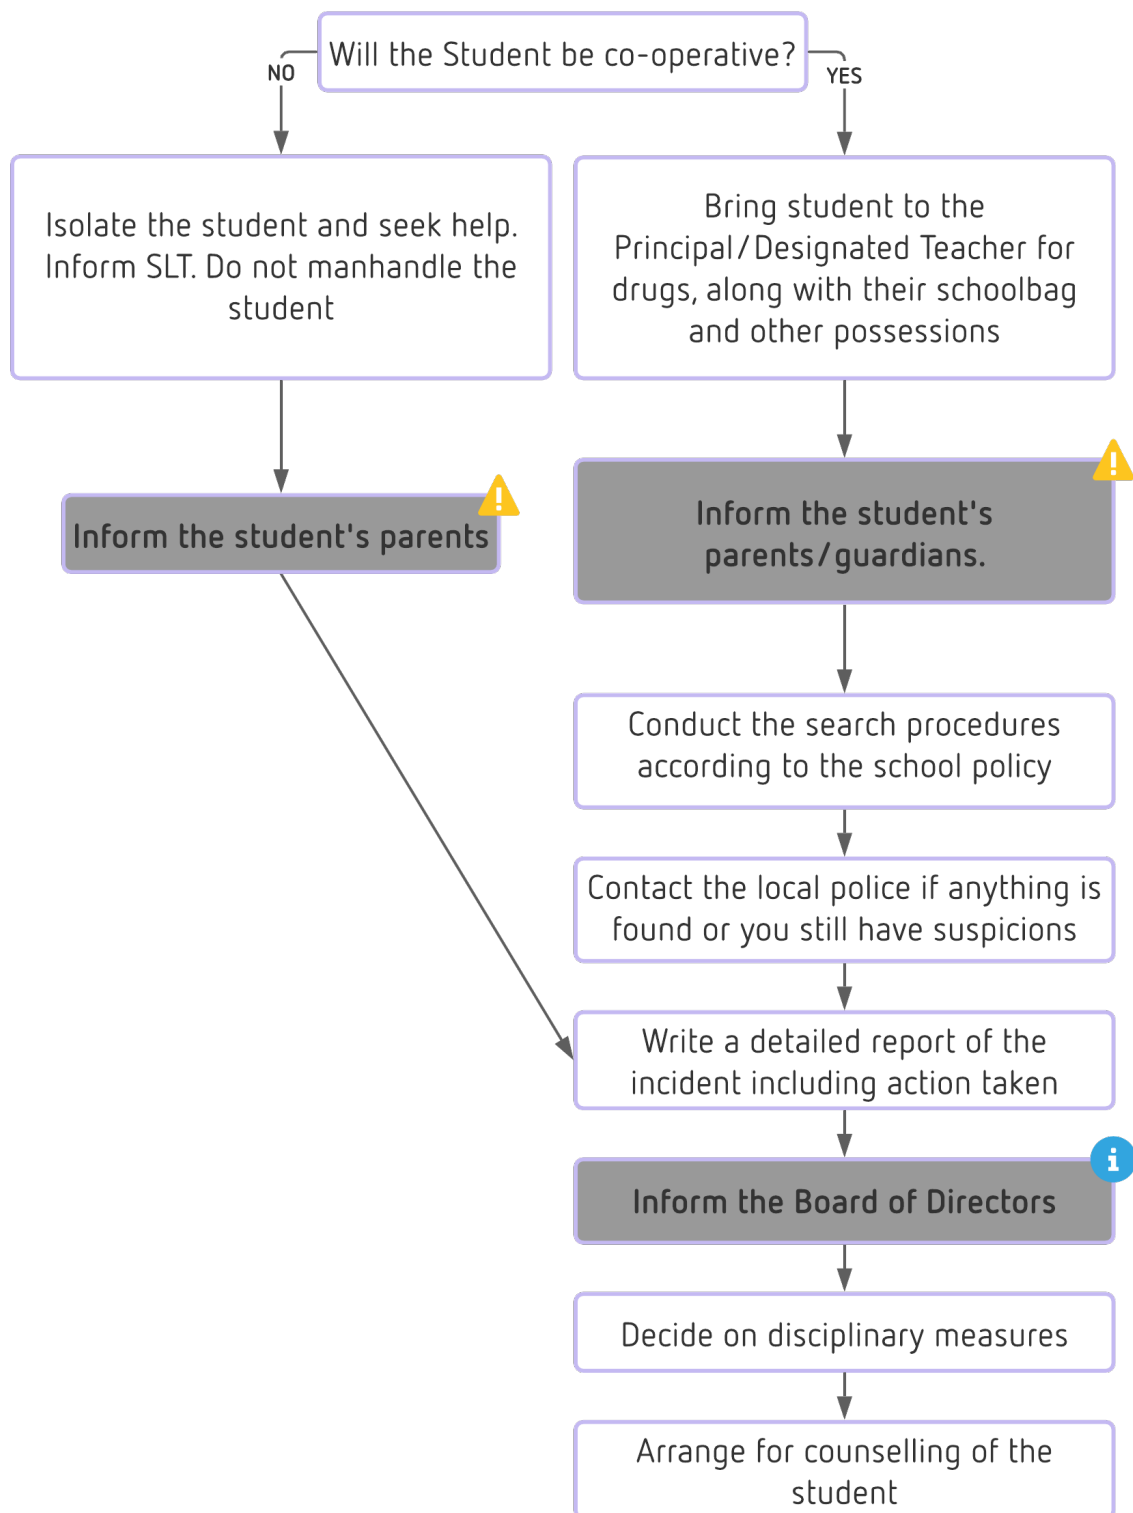 Will the Student be co-operative?
NO
YES
Isolate the student and seek help.
Inform SLT. Do not manhandle the
student
Bring student to the
Principal/Designated Teacher for
drugs, along with their schoolbag
and other possessions
Inform the student's parents
Inform the student's
parents/guardians.
Conduct the search procedures
according to the school policy
Contact the local police if anything is
found or you still have suspicions
Write a detailed report of the
incident including action taken
Inform the Board of Directors
Decide on disciplinary measures
Arrange for counselling of the
student